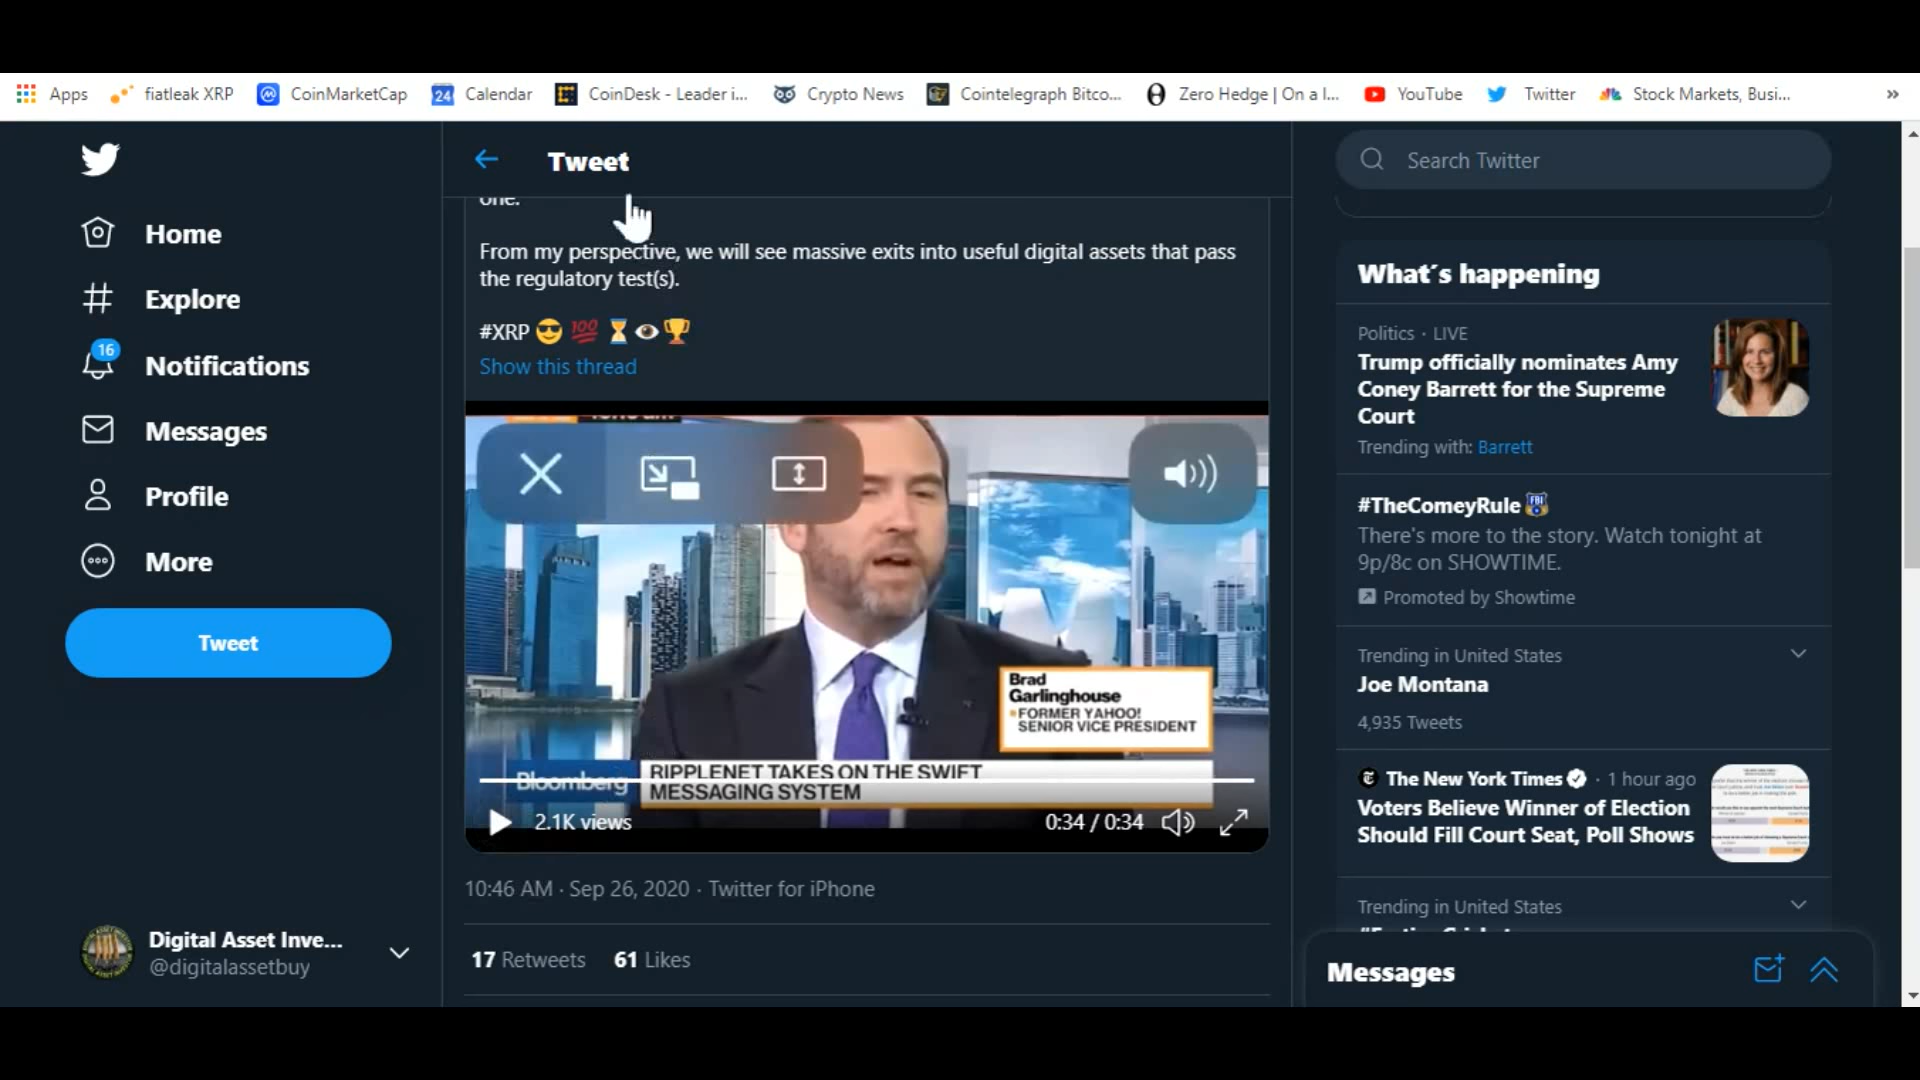 Apps
fiatleak XRP
CoinMarketCap
24
Calendar
CoinDesk - Leader i...
Crypto News
Cointelegraph Bitco...
Zero Hedge | On a l...
YouTube
Twitter
Stock Markets, Busi...
»
Home
Explore
16
Notifications
Messages
Profile
More
Tweet
Digital Asset Inve...
@digitalassetbuy
Tweet
one.
From my perspective, we will see massive exits into useful digital assets that pass
the regulatory test(s).
#XRP 😎 💯 ⏳ 👁 🏆
Show this thread
Brad
Garlinghouse
FORMER YAHOO!
SENIOR VICE PRESIDENT
Bloomberg
RIPPLENET TAKES ON THE SWIFT
MESSAGING SYSTEM
2.1K views
0:34 / 0:34
10:46 AM · Sep 26, 2020 · Twitter for iPhone
17 Retweets 61 Likes
Search Twitter
What´s happening
Politics · LIVE
Trump officially nominates Amy
Coney Barrett for the Supreme
Court
Trending with: Barrett
#TheComeyRule
FBI
There's more to the story. Watch tonight at
9p/8c on SHOWTIME.
Promoted by Showtime
Trending in United States
Joe Montana
4,935 Tweets
The New York Times · 1 hour ago
Voters Believe Winner of Election
Should Fill Court Seat, Poll Shows
Trending in United States
Messages